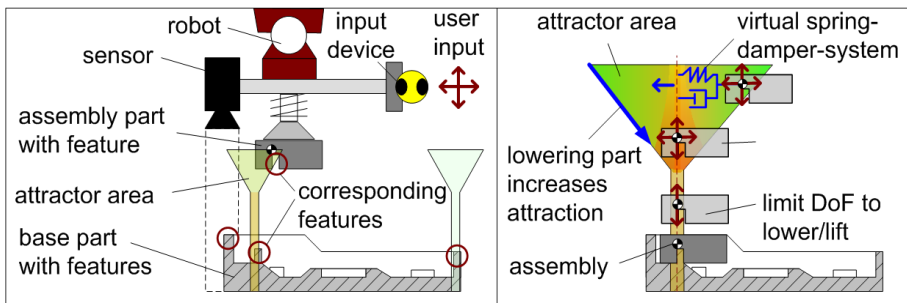 robot
input
device
user
input
sensor
assembly part
with feature
attractor area
corresponding
features
base part
with features
attractor area
virtual spring-
damper-system
lowering part
increases
attraction
limit DoF to
lower/lift
assembly